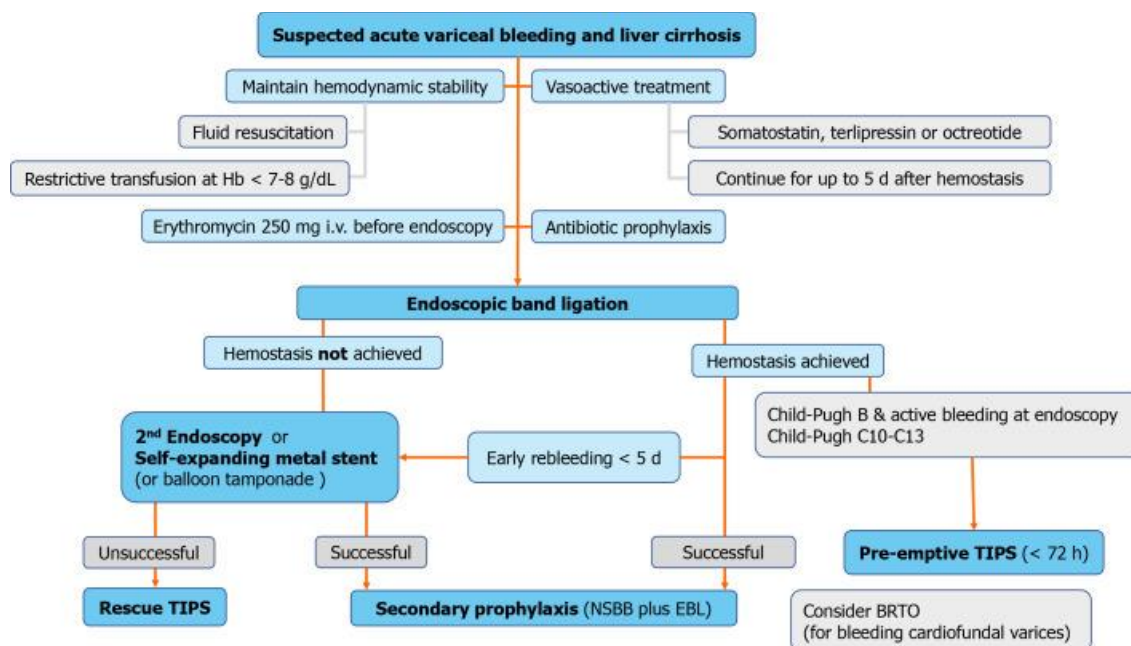 Suspected acute variceal bleeding and liver cirrhosis
Maintain hemodynamic stability
Vasoactive treatment
Fluid resuscitation
Somatostatin, terlipressin or octreotide
Restrictive transfusion at Hb < 7-8 g/dL
Continue for up to 5 d after hemostasis
Erythromycin 250 mg i.v. before endoscopy
Antibiotic prophylaxis
Endoscopic band ligation
Hemostasis not achieved
Hemostasis achieved
Child-Pugh B & active bleeding at endoscopy
Child-Pugh C10-C13
2nd Endoscopy or
Self-expanding metal stent
(or balloon tamponade )
Early rebleeding < 5 d
Unsuccessful
Successful
Successful
Pre-emptive TIPS (< 72 h)
Rescue TIPS
Secondary prophylaxis (NSBB plus EBL)
Consider BRTO
(for bleeding cardiofundal varices)